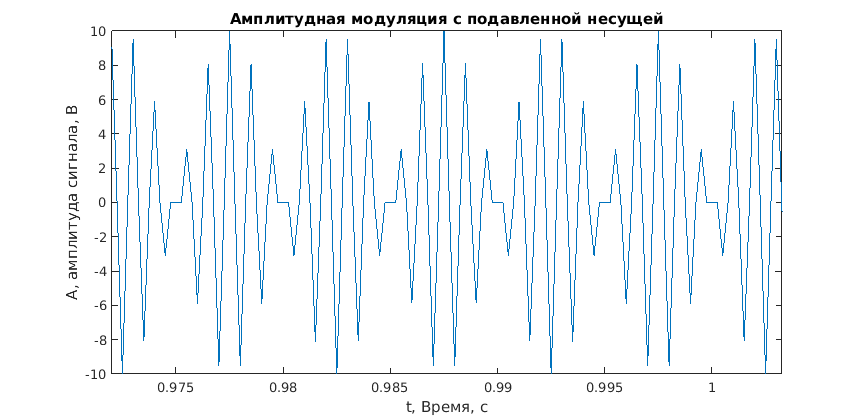 Амплитудная модуляция с подавленной несущей
A, амплитуда сигнала, В
10
8
6
4
2
0
-2
-4
-6
-8
-10
0.975 0.98 0.985 0.99 0.995 1
t, Время, с